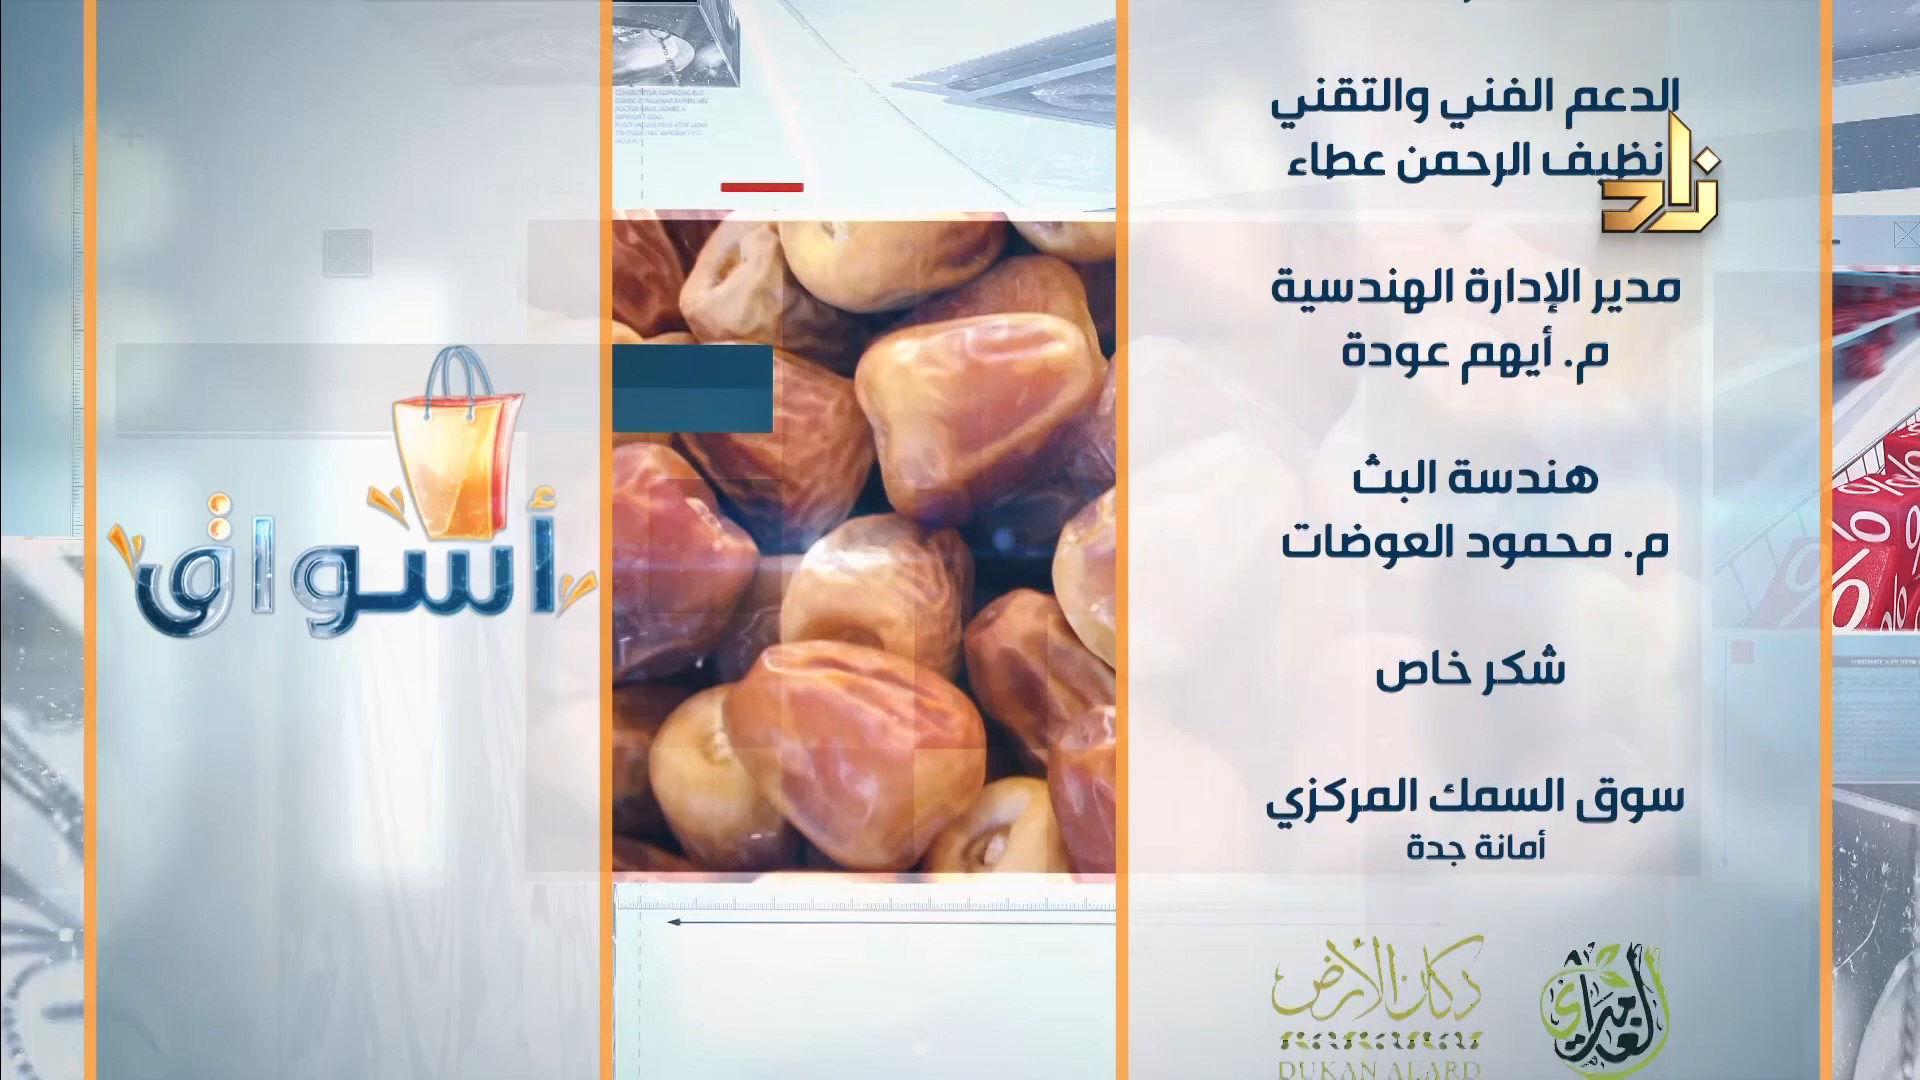 الدعم الفني والتقني
نظيف الرحمن عطاء
زاد
مدير الإدارة الهندسية
م. أيهم عودة
هندسة البث
م. محمود العوضات
شكر خاص
سوق السمك المركزي
أمانة جدة
دكان الأرض
DUKAN ALARD
أسواق
%
%
%